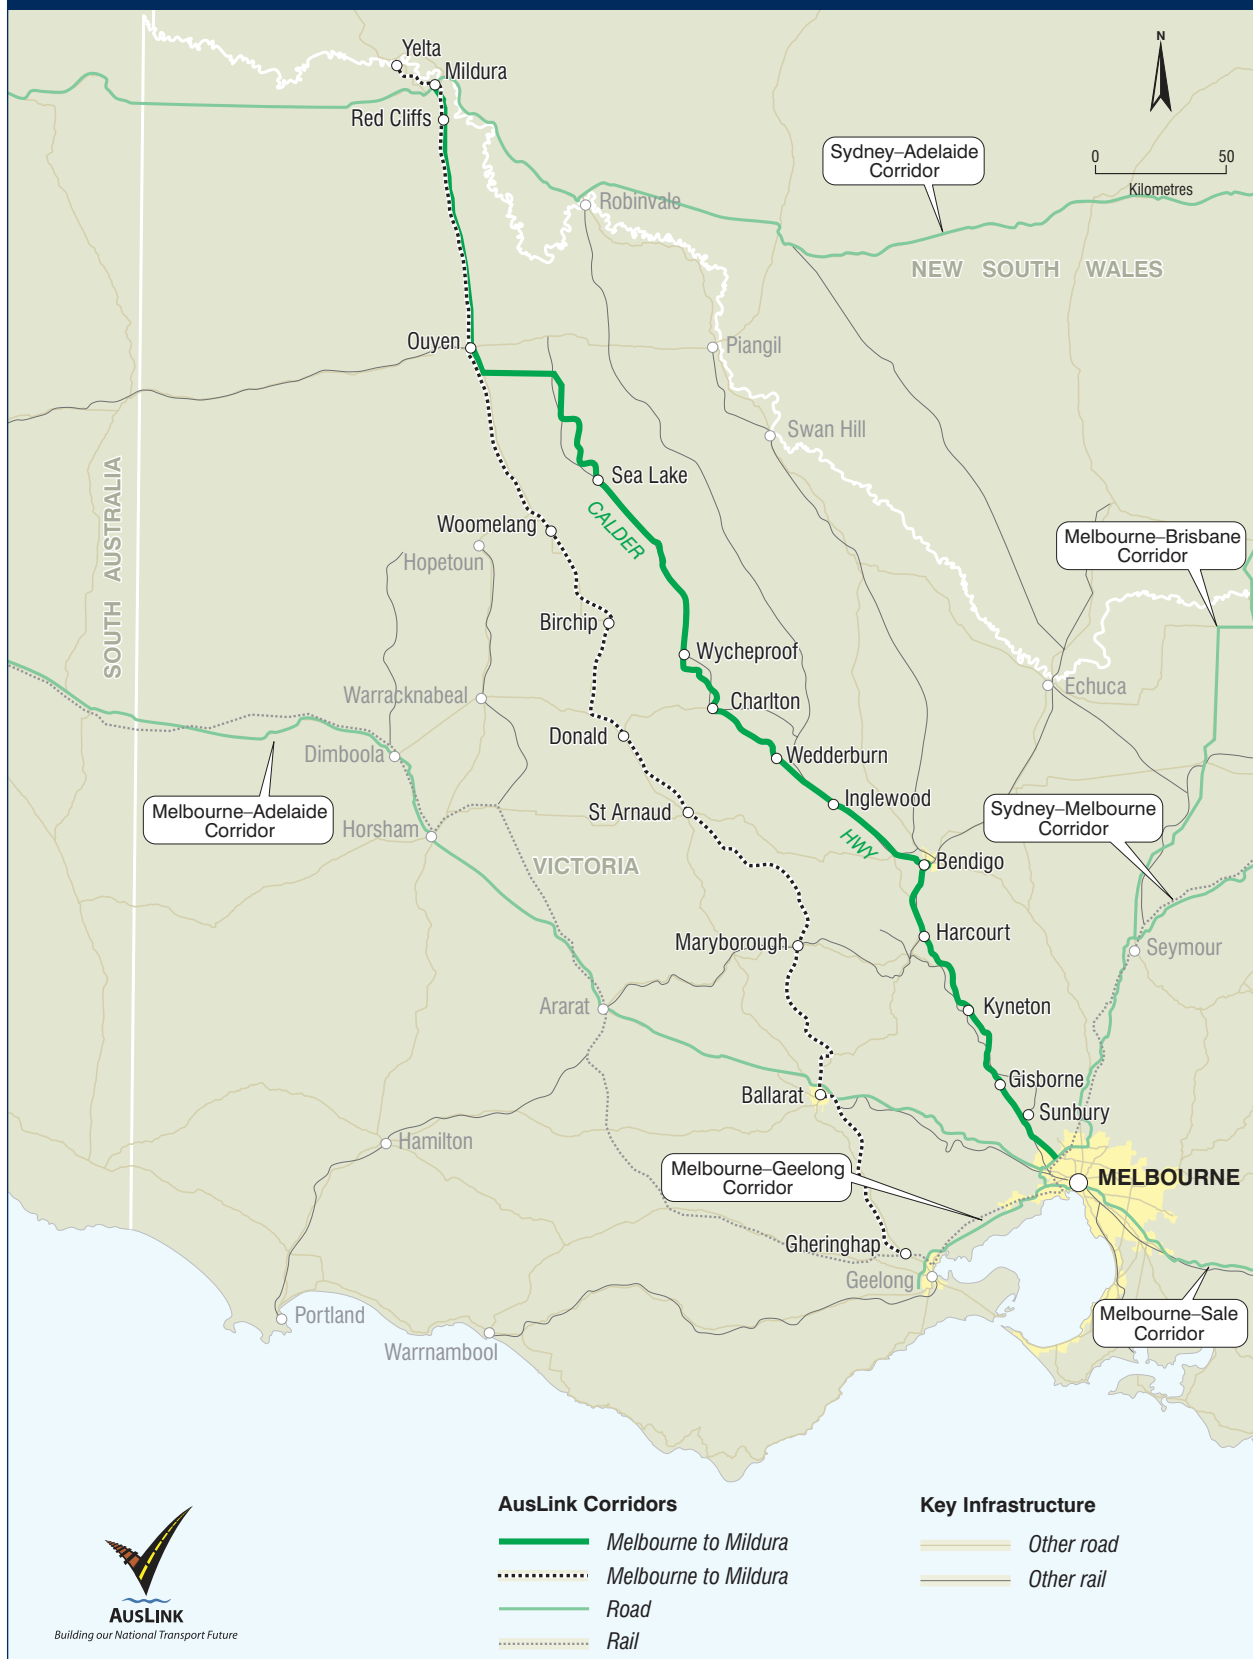 Yelta
Mildura
N
Red Cliffs
Sydney–Adelaide
Corridor
0 50
Kilometres
Robinvale
NEW SOUTH WALES
Ouyen
Piangil
Swan Hill
SOUTH AUSTRALIA
Sea Lake
CALDER
Woomelang
Hopetoun
Melbourne–Brisbane
Corridor
Birchip
Wycheproof
Warracknabeal
Echuca
Charlton
Donald
Dimboola
Wedderburn
Melbourne–Adelaide
Corridor
Inglewood
Sydney–Melbourne
Corridor
St Arnaud
Horsham
HWY
VICTORIA
Bendigo
Harcourt
Maryborough
Seymour
Ararat
Kyneton
Gisborne
Ballarat
Sunbury
Hamilton
Melbourne–Geelong
Corridor
MELBOURNE
Gheringhap
Geelong
Portland
Melbourne–Sale
Corridor
Warrnambool
AusLink Corridors
Melbourne to Mildura
Melbourne to Mildura
Road
Rail
Key Infrastructure
Other road
Other rail
AUSLINK
Building our National Transport Future